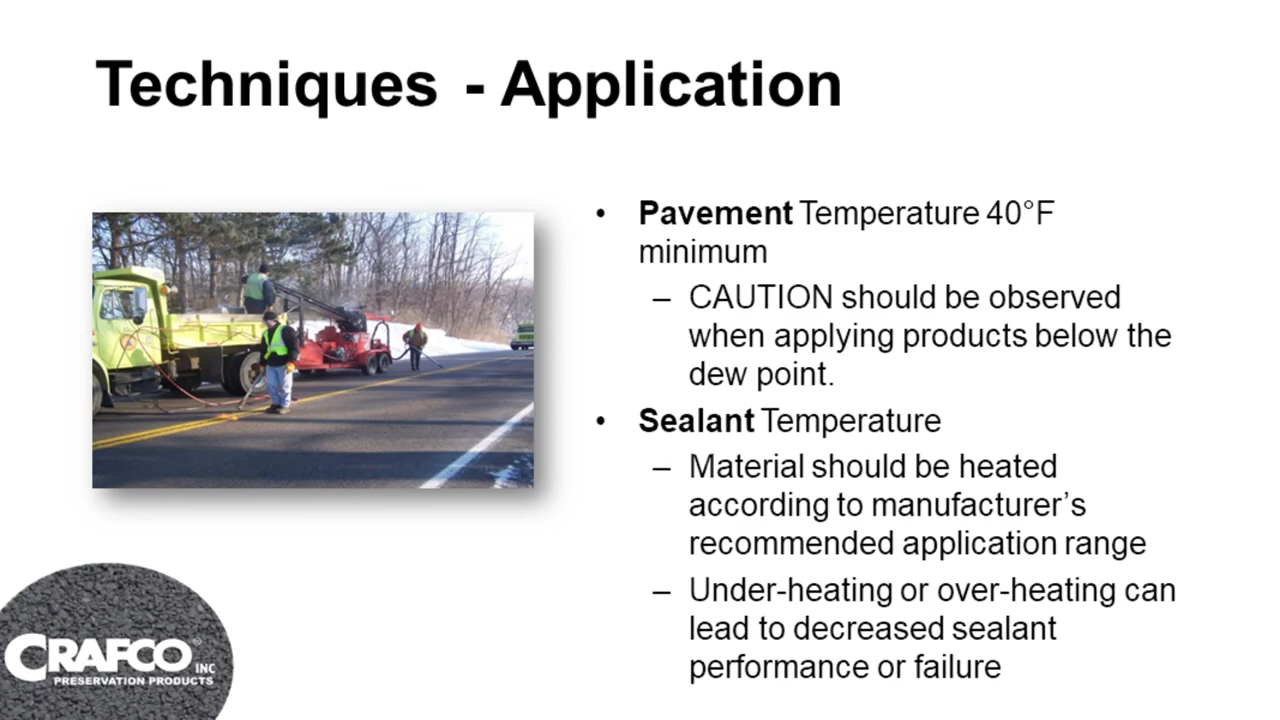 Techniques - Application
• Pavement Temperature 40°F
minimum
– CAUTION should be observed
when applying products below the
dew point.
• Sealant Temperature
– Material should be heated
according to manufacturer’s
recommended application range
– Under-heating or over-heating can
lead to decreased sealant
performance or failure
CRAFCO® INC
PRESERVATION PRODUCTS